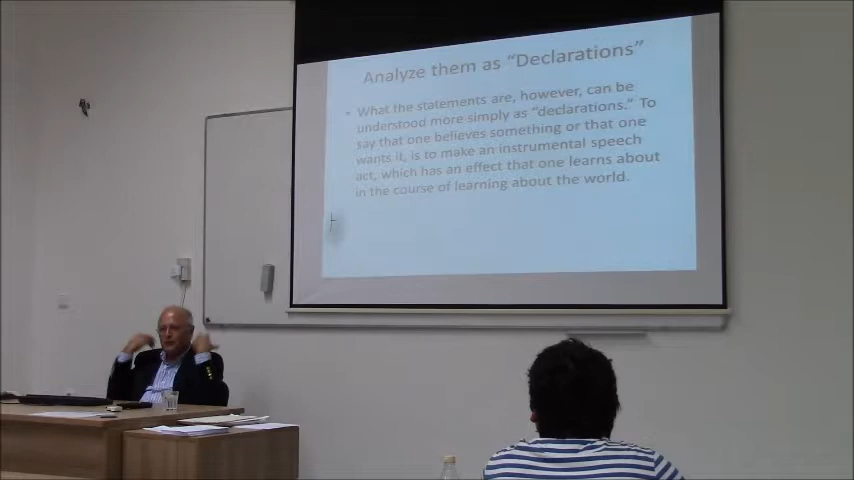 Analyze them as "Declarations"
• What the statements are, however, can be
understood more simply as "declarations." To
say that one believes something or that one
wants it, is to make an instrumental speech
act, which has an effect that one learns about
in the course of learning about the world.